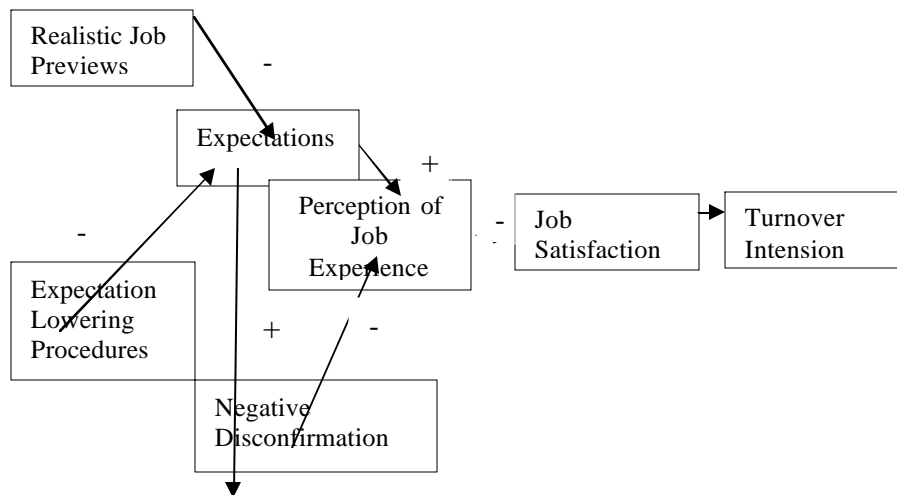 Realistic Job
Previews
-
Expectations
+
Perception of
Job
Experience
-
Job
Satisfaction
Turnover
Intension
-
Expectation
Lowering
Procedures
+
-
Negative
Disconfirmation